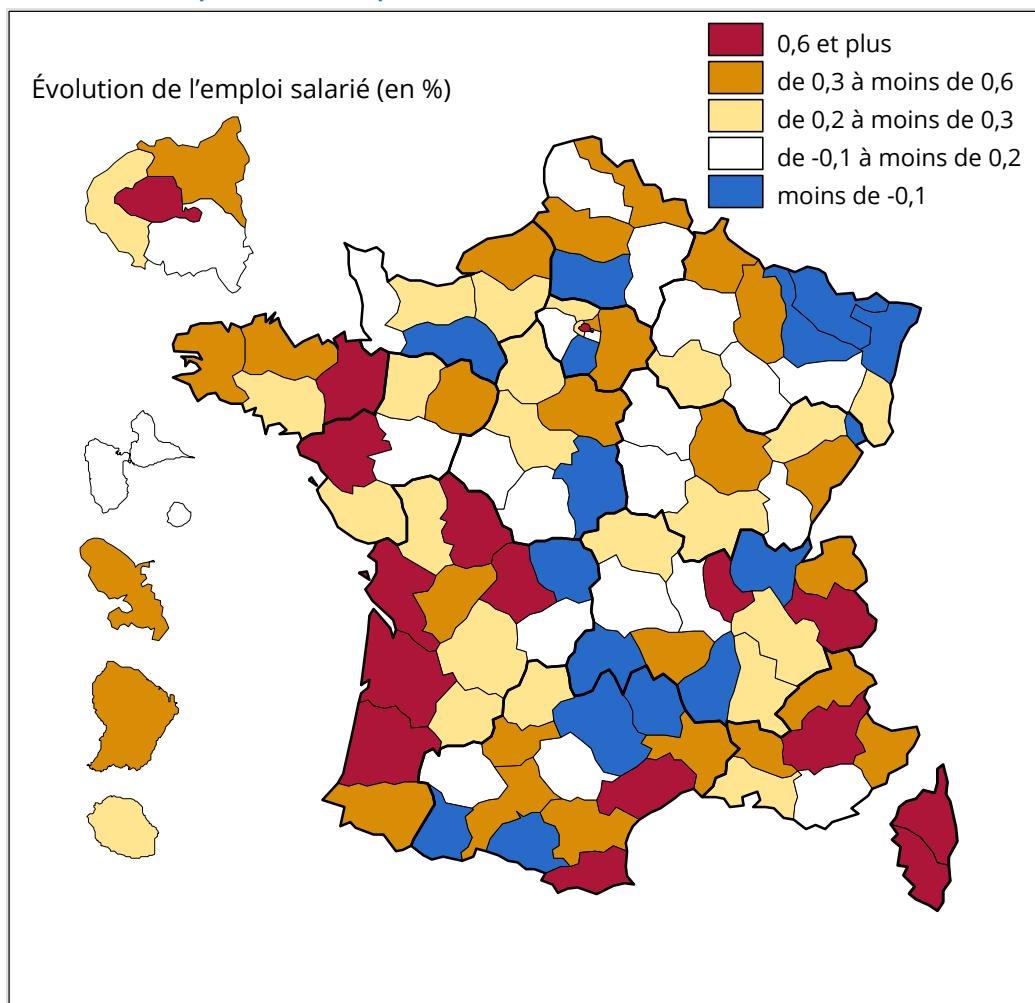 Évolution de l’emploi salarié (en %)
0,6 et plus
de 0,3 à moins de 0,6
de 0,2 à moins de 0,3
de -0,1 à moins de 0,2
moins de -0,1